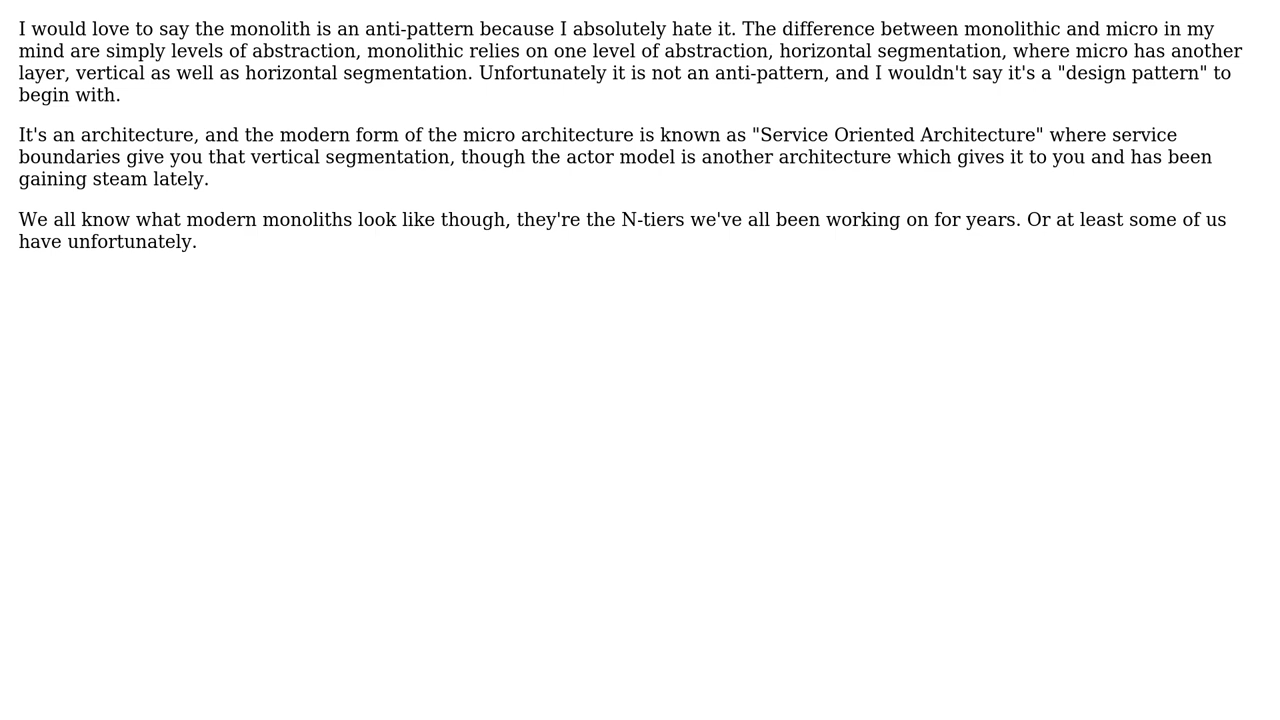 I would love to say the monolith is an anti-pattern because I absolutely hate it. The difference between monolithic and micro in my
mind are simply levels of abstraction, monolithic relies on one level of abstraction, horizontal segmentation, where micro has another
layer, vertical as well as horizontal segmentation. Unfortunately it is not an anti-pattern, and I wouldn't say it's a "design pattern" to
begin with.
It's an architecture, and the modern form of the micro architecture is known as "Service Oriented Architecture" where service
boundaries give you that vertical segmentation, though the actor model is another architecture which gives it to you and has been
gaining steam lately.
We all know what modern monoliths look like though, they're the N-tiers we've all been working on for years. Or at least some of us
have unfortunately.